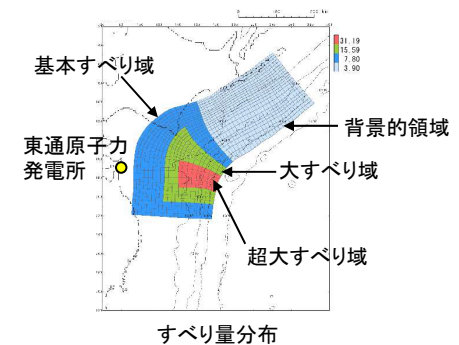 31.19
15.59
7.80
3.90
基本すべり域
背景的領域
東通原子力
発電所
大すべり域
超大すべり域
すべり量分布